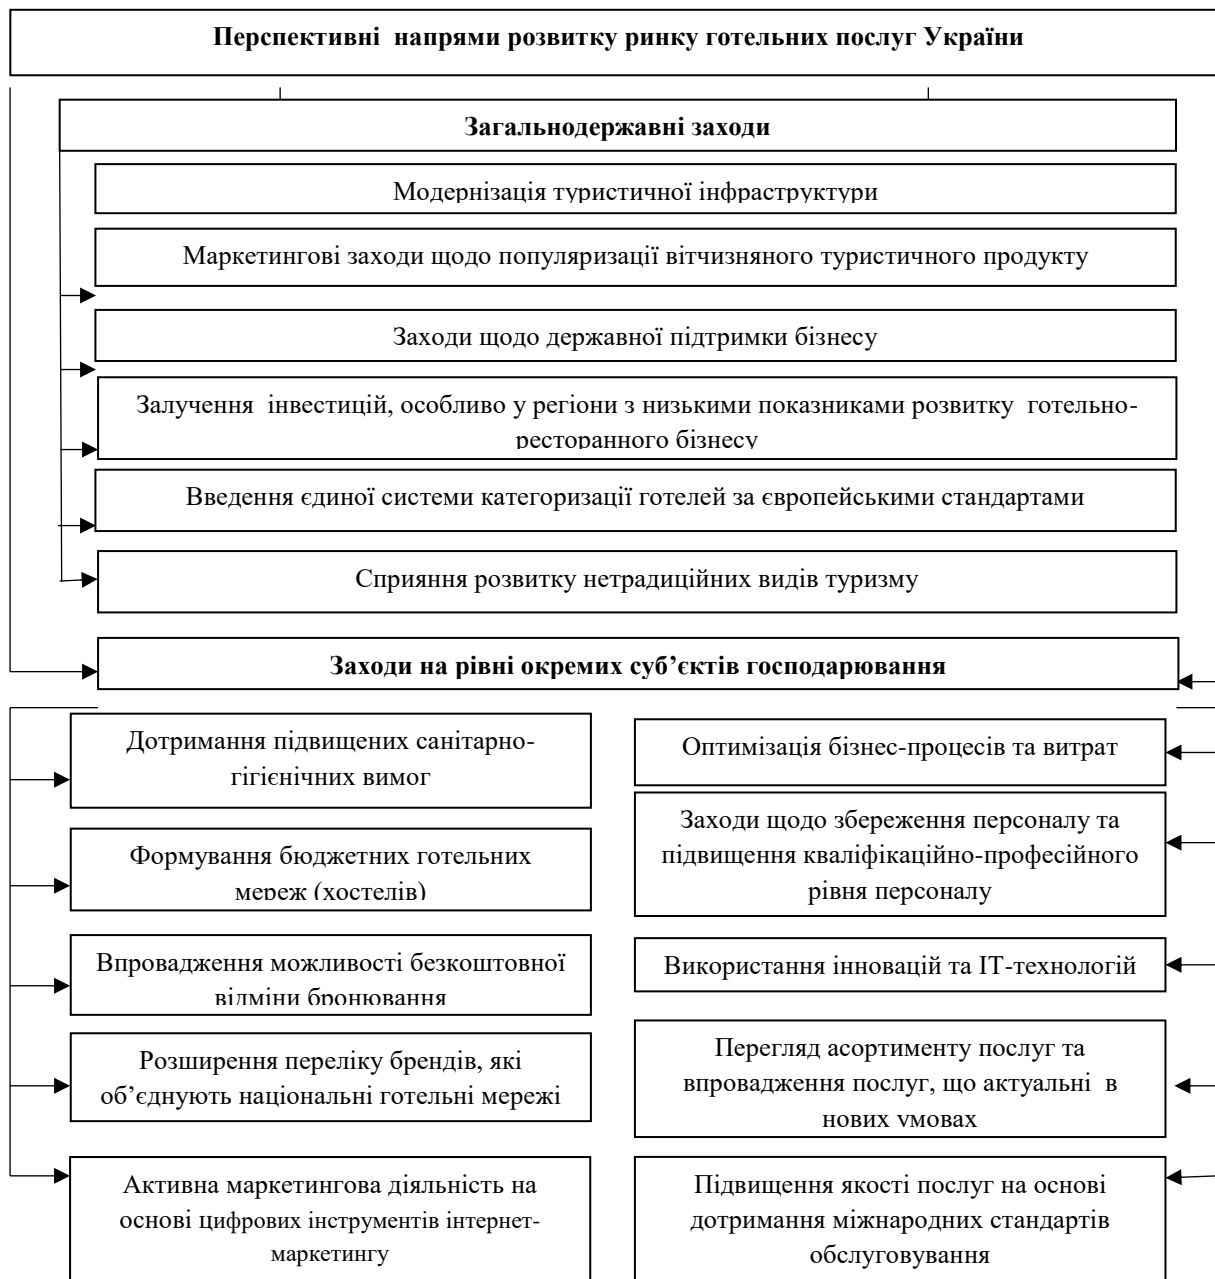 Перспективні напрями розвитку ринку готельних послуг України
Загальнодержавні заходи
Модернізація туристичної інфраструктури
Маркетингові заходи щодо популяризації вітчизняного туристичного продукту
Заходи щодо державної підтримки бізнесу
Залучення інвестицій, особливо у регіони з низькими показниками розвитку готельно-
ресторанного бізнесу
Введення єдиної системи категоризації готелей за європейськими стандартами
Сприяння розвитку нетрадиційних видів туризму
Заходи на рівні окремих суб’єктів господарювання
Дотримання підвищених санітарно-
гігієнічних вимог
Формування бюджетних готельних
мереж (хостелів)
Впровадження можливості безкоштовної
відміни бронювання
Розширення переліку брендів, які
об’єднують національні готельні мережі
Активна маркетингова діяльність на
основі цифрових інструментів інтернет-
маркетингу
Оптимізація бізнес-процесів та витрат
Заходи щодо збереження персоналу та
підвищення кваліфікаційно-професійного
рівня персоналу
Використання інновацій та ІТ-технологій
Перегляд асортименту послуг та
впровадження послуг, що актуальні в
нових умовах
Підвищення якості послуг на основі
дотримання міжнародних стандартів
обслуговування